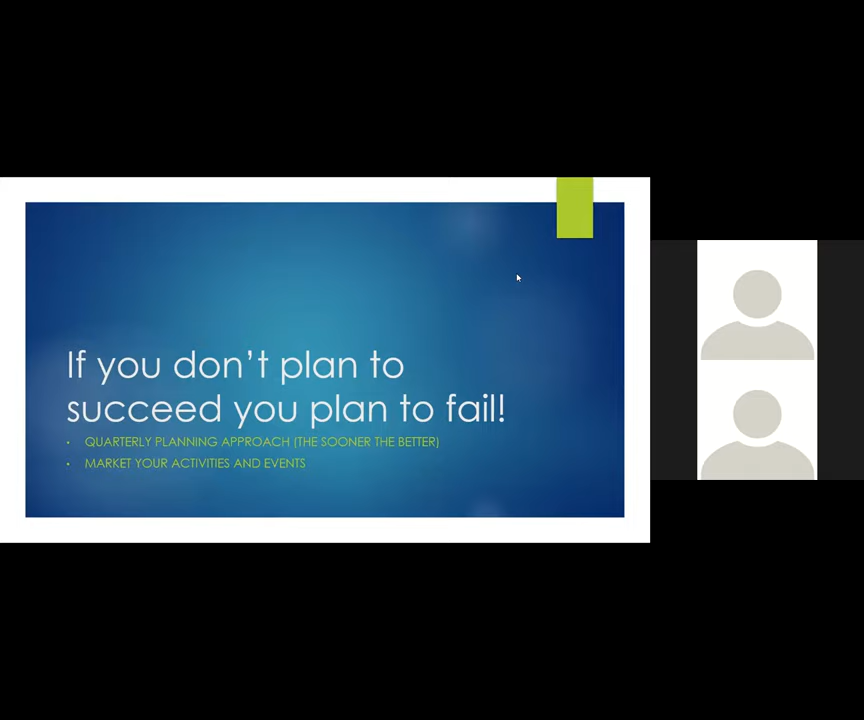 If you don’t plan to
succeed you plan to fail!
• QUARTERLY PLANNING APPROACH (THE SOONER THE BETTER)
• MARKET YOUR ACTIVITIES AND EVENTS